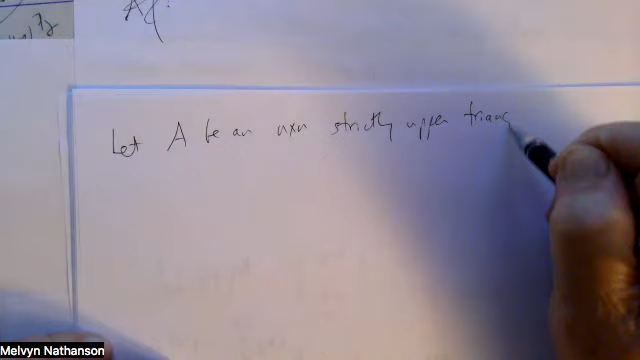 Let A be an nxn strictly upper triang
Melvyn Nathanson